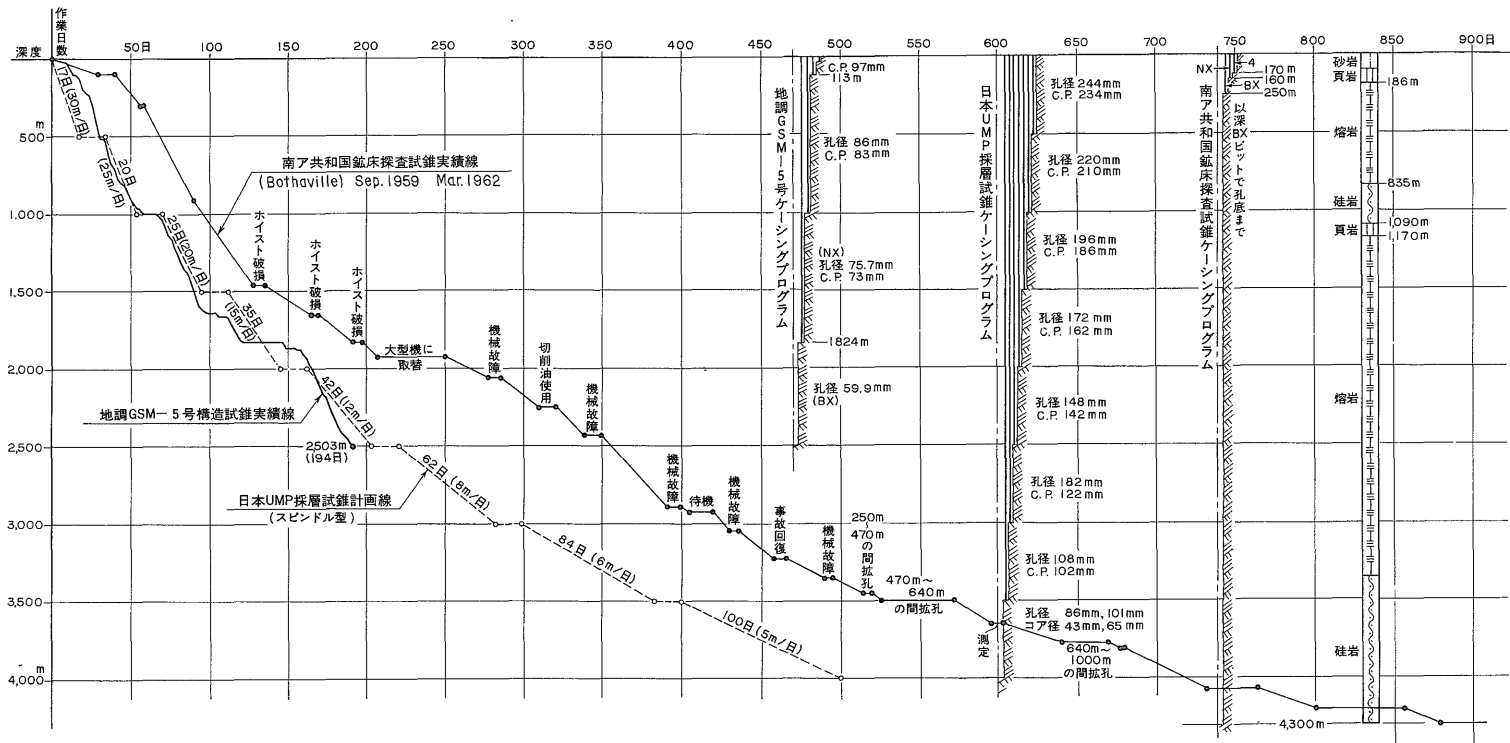 作業日数
深度
50日
100
150
200
250
300
350
400
450
500
550
600
650
700
750
800
850
900日
m
500
1,000
1,500
2,000
2,500
3,000
3,500
m
4,000
17日(30m/日)
20日
(25m/日)
25日(20m/日)
35日
(15m/日)
42日(12m/日)
62日(8m/日)
84日(6m/日)
100日(5m/日)
南ア共和国鉱床探査試錐実績線
(Bothaville) Sep.1959 Mar.1962
地調GSM-5号構造試錐実績線
2503m
(194日)
日本UMP採層試錐計画線
(スピンドル型)
ホイスト破損
ホイスト破損
ホイスト破損
大型機に
取替
機械故障
切削油使用
機械故障
機械故障
待機
機械故障
事故回復
機械故障
250m
~
470m
の間拡孔
470m~
640m
の間拡孔
測定
640m~
1000m
の間拡孔
4,300m
地調GSM-5号ケーシングプログラム
C.P. 97mm
113m
孔径 86mm
C.P. 83mm
(NX)
孔径 75.7mm
C.P. 73mm
1824m
孔径 59.9mm
(BX)
日本UMP採層試錐ケーシングプログラム
孔径 244mm
C.P. 234mm
孔径 220mm
C.P. 210mm
孔径 196mm
C.P. 186mm
孔径 172mm
C.P. 162mm
孔径 148mm
C.P. 142mm
孔径 182mm
C.P. 122mm
孔径 108mm
C.P. 102mm
孔径 86mm, 101mm
コア径 43mm, 65mm
南ア共和国鉱床探査試錐ケーシングプログラム
NX
4
170m
160m
BX
250m
以深BXビットで孔底まで
砂岩
頁岩
186m
熔岩
835m
硅岩
1,090m
頁岩
1,170m
熔岩
硅岩